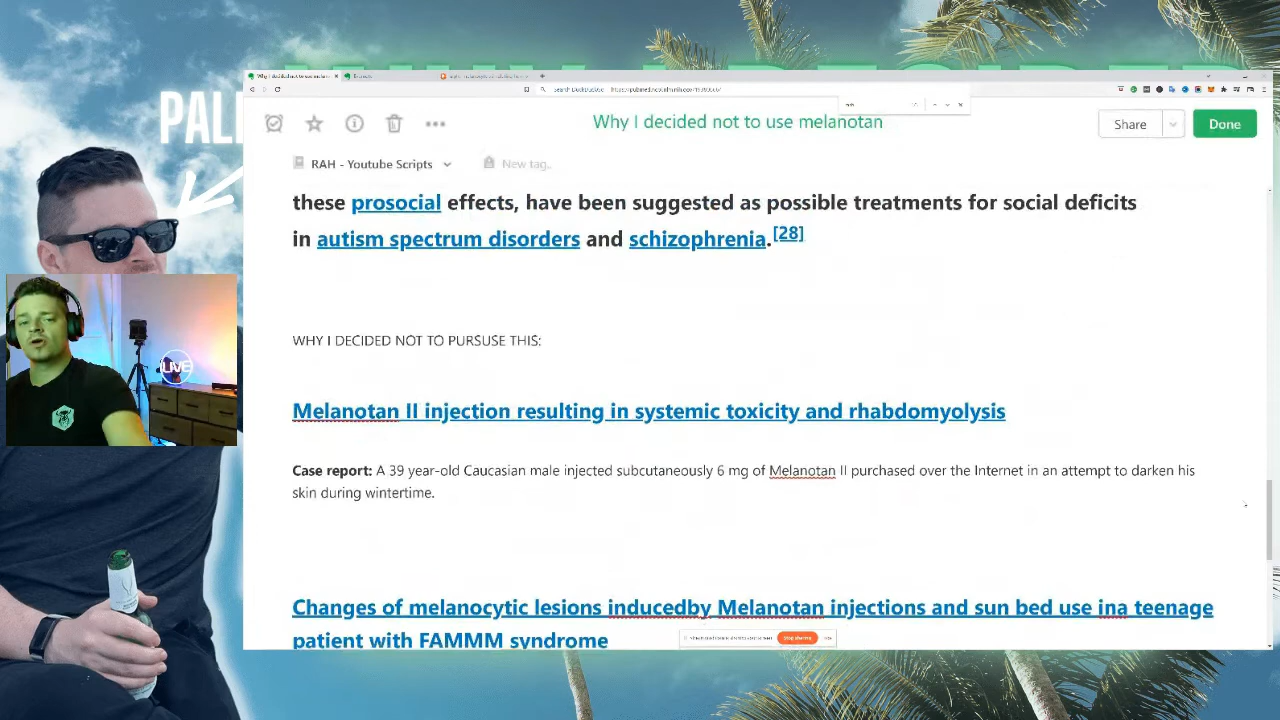 PAL
Why I decided not to use melanotan
Share
Done
RAH - Youtube Scripts
New tag..
these prosocial effects, have been suggested as possible treatments for social deficits
in autism spectrum disorders and schizophrenia.[28]
LIVE
WHY I DECIDED NOT TO PURSUSE THIS:
Melanotan II injection resulting in systemic toxicity and rhabdomyolysis
Case report: A 39 year-old Caucasian male injected subcutaneously 6 mg of Melanotan II purchased over the Internet in an attempt to darken his
skin during wintertime.
Changes of melanocytic lesions inducedby Melanotan injections and sun bed use ina teenage
patient with FAMMM syndrome
Stop sharing